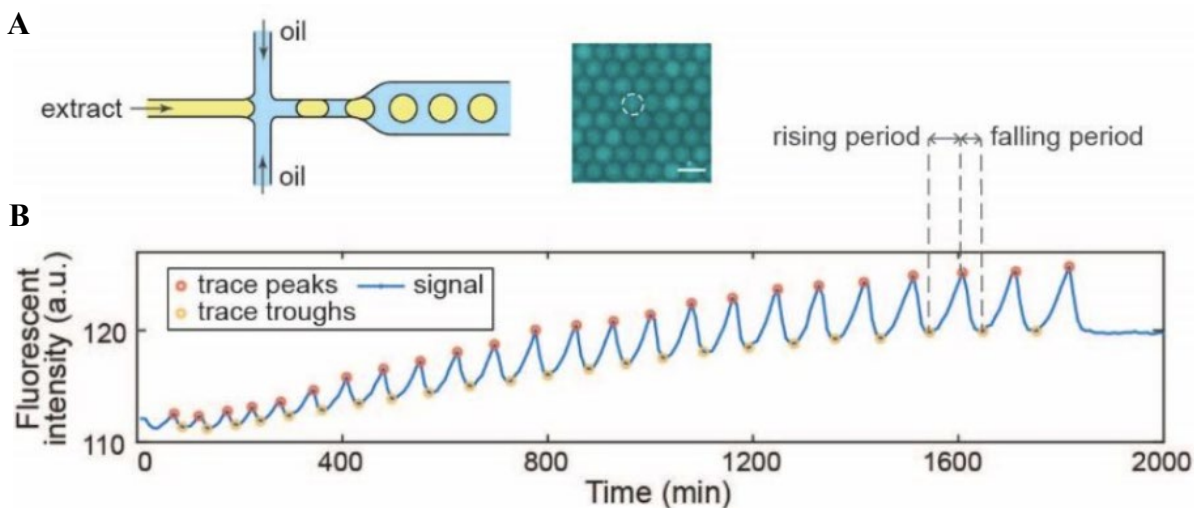 A
oil
extract
oil
rising period
falling period
B
Fluorescent
intensity (a.u.)
trace peaks
signal
trace troughs
120
110
0
400
800
1200
1600
2000
Time (min)